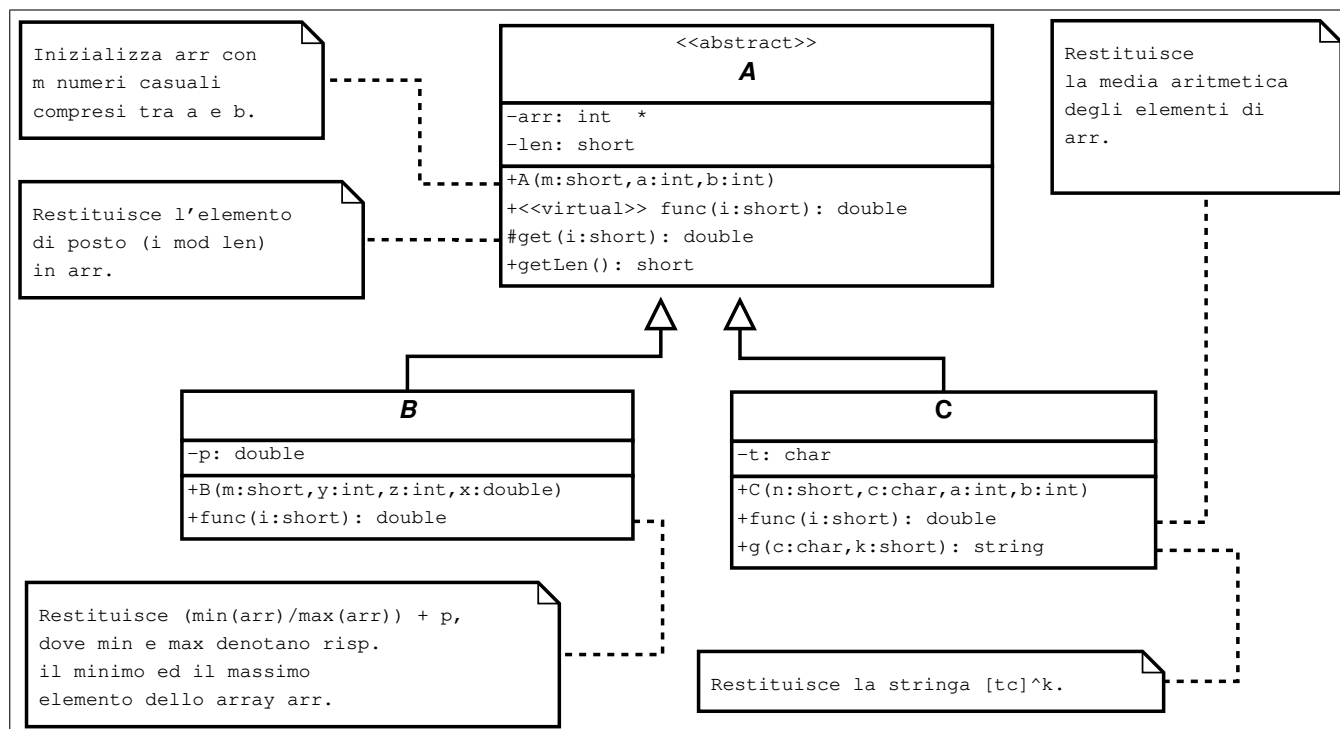 Inizializza arr con
m numeri casuali
compresi tra a e b.
<<abstract>>
A
-arr: int  *
-len: short
+A(m:short,a:int,b:int)
+<<virtual>> func(i:short): double
#get(i:short): double
+getLen(): short
Restituisce
la media aritmetica
degli elementi di
arr.
Restituisce l'elemento
di posto (i mod len)
in arr.
B
-p: double
+B(m:short,y:int,z:int,x:double)
+func(i:short): double
C
-t: char
+C(n:short,c:char,a:int,b:int)
+func(i:short): double
+g(c:char,k:short): string
Restituisce (min(arr)/max(arr)) + p,
dove min e max denotano risp.
il minimo ed il massimo
elemento dello array arr.
Restituisce la stringa [tc]^k.